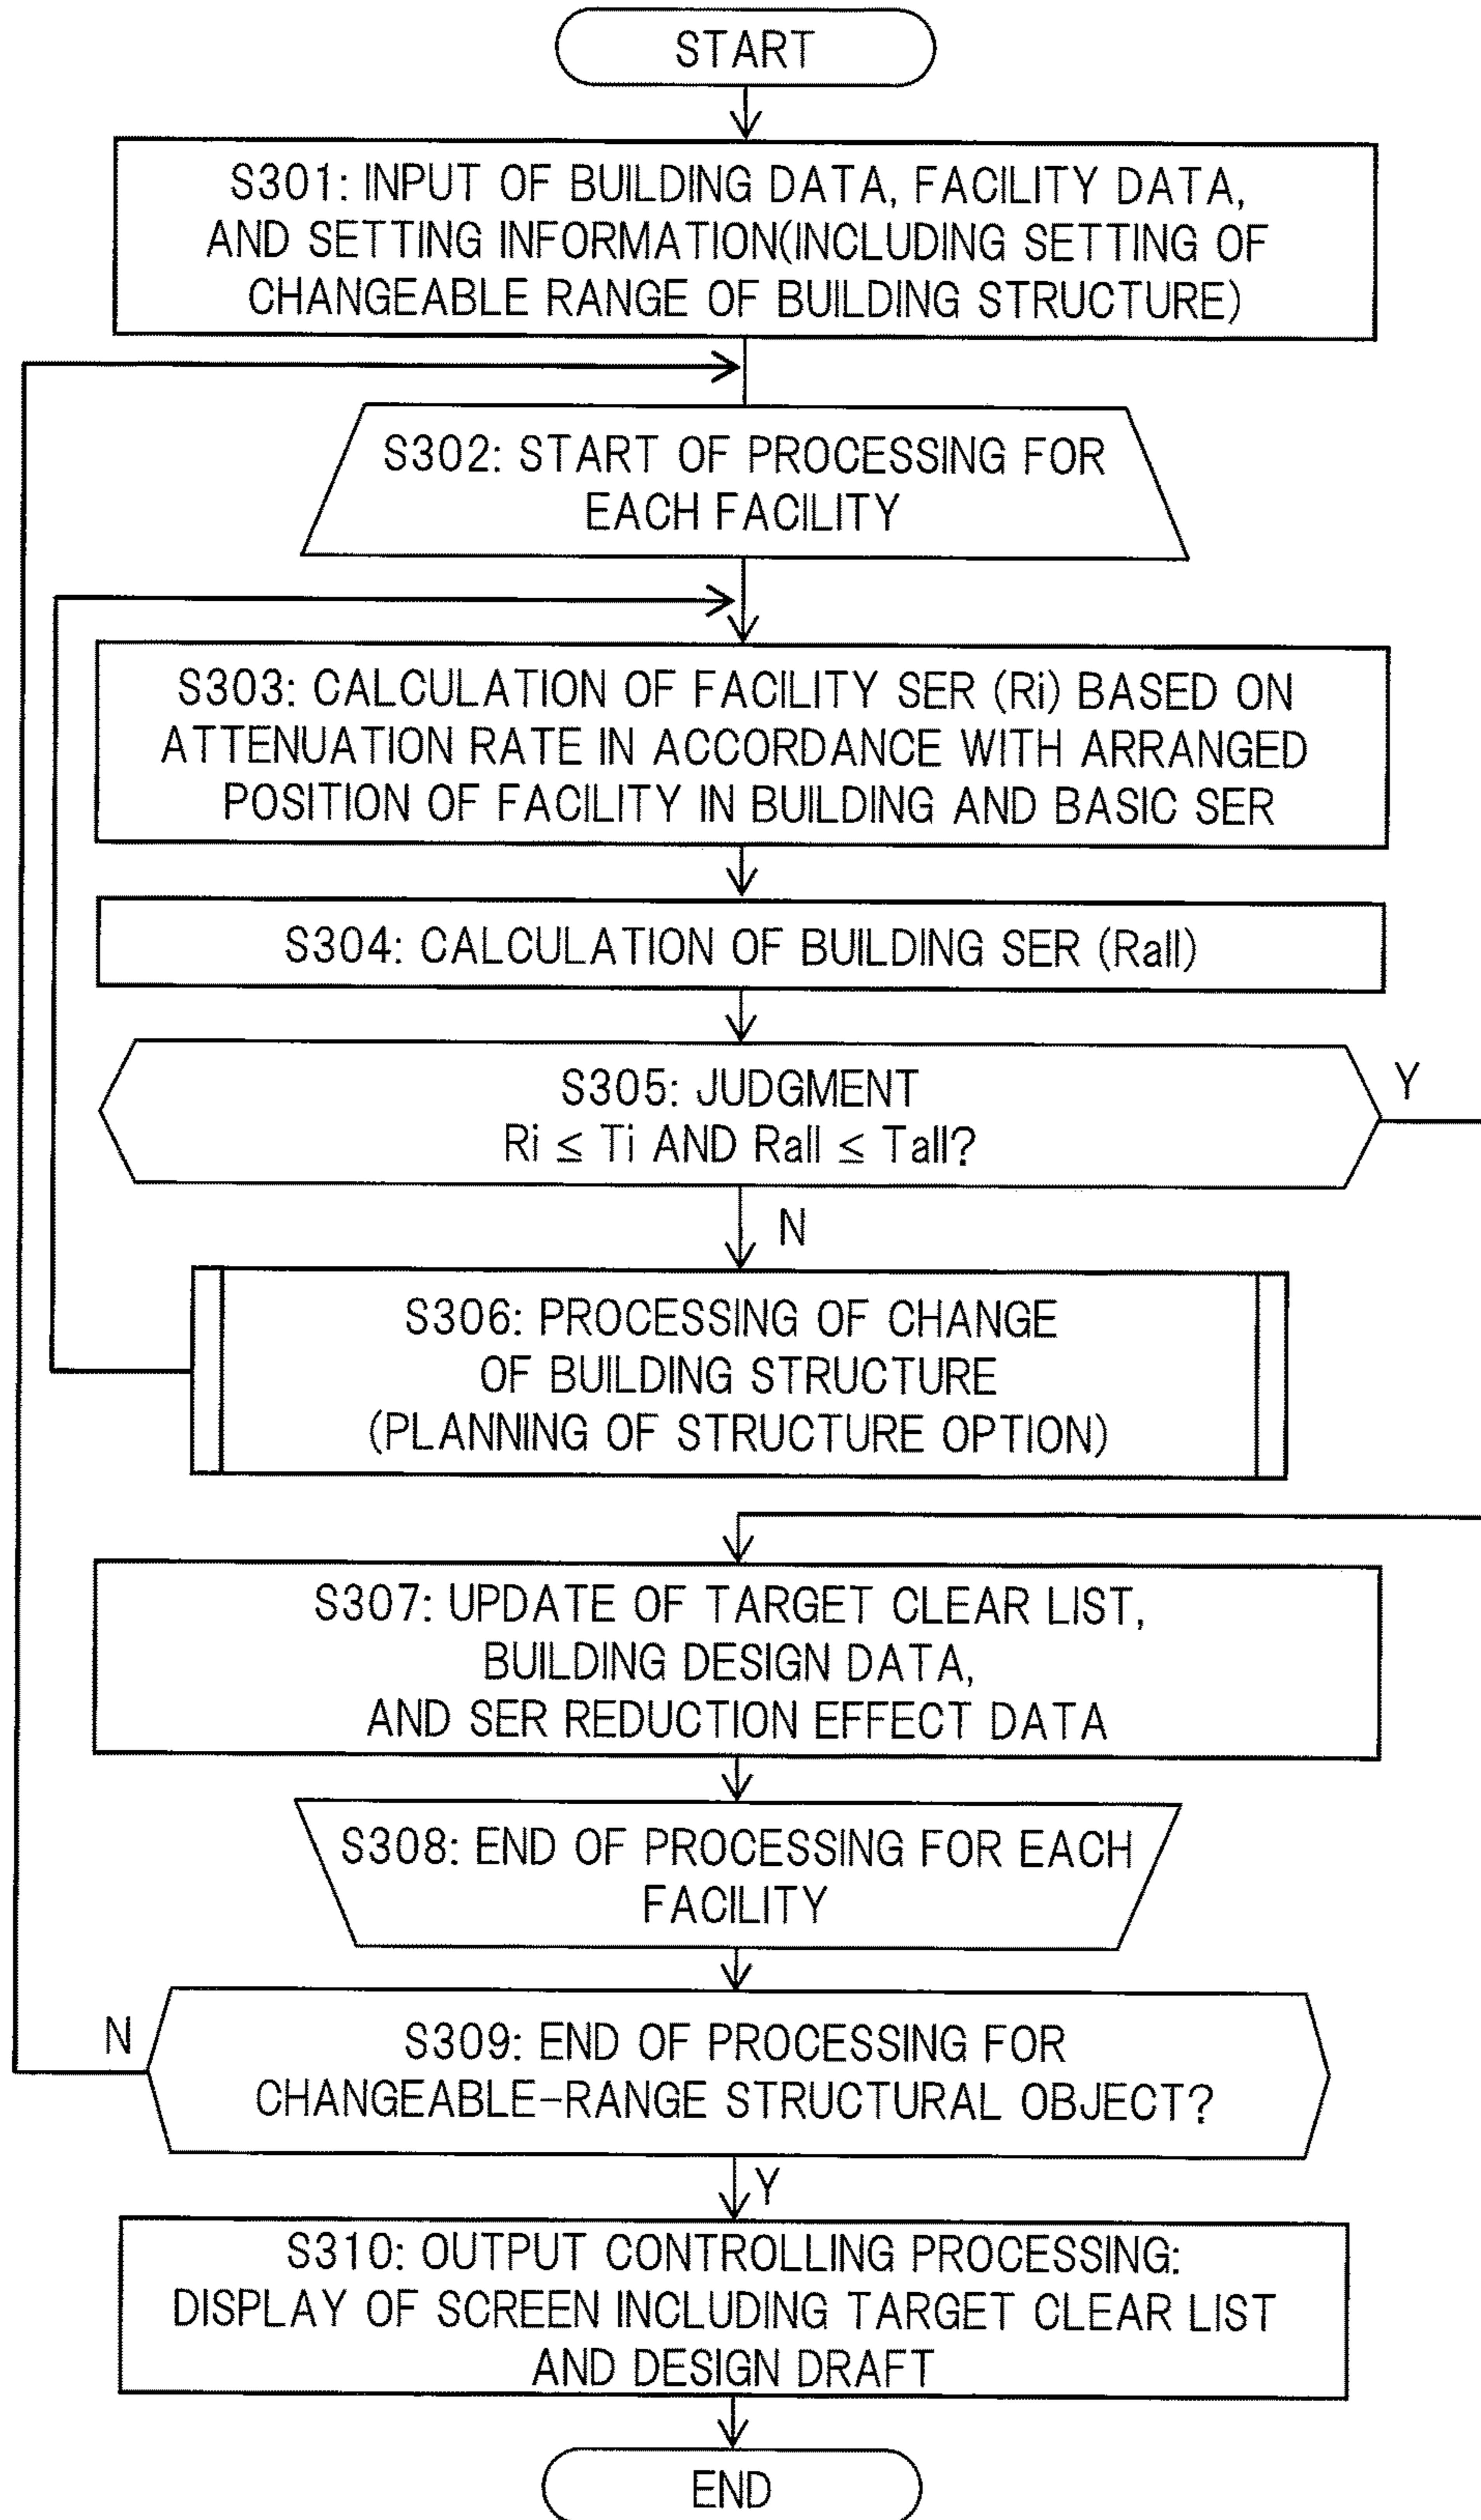 START
S301: INPUT OF BUILDING DATA, FACILITY DATA,
AND SETTING INFORMATION(INCLUDING SETTING OF
CHANGEABLE RANGE OF BUILDING STRUCTURE)
S302: START OF PROCESSING FOR
EACH FACILITY
S303: CALCULATION OF FACILITY SER (Ri) BASED ON
ATTENUATION RATE IN ACCORDANCE WITH ARRANGED
POSITION OF FACILITY IN BUILDING AND BASIC SER
S304: CALCULATION OF BUILDING SER (Rall)
S305: JUDGMENT
Ri ≤ Ti AND Rall ≤ Tall?
Y
N
S306: PROCESSING OF CHANGE
OF BUILDING STRUCTURE
(PLANNING OF STRUCTURE OPTION)
S307: UPDATE OF TARGET CLEAR LIST,
BUILDING DESIGN DATA,
AND SER REDUCTION EFFECT DATA
S308: END OF PROCESSING FOR EACH
FACILITY
N
S309: END OF PROCESSING FOR
CHANGEABLE-RANGE STRUCTURAL OBJECT?
Y
S310: OUTPUT CONTROLLING PROCESSING:
DISPLAY OF SCREEN INCLUDING TARGET CLEAR LIST
AND DESIGN DRAFT
END